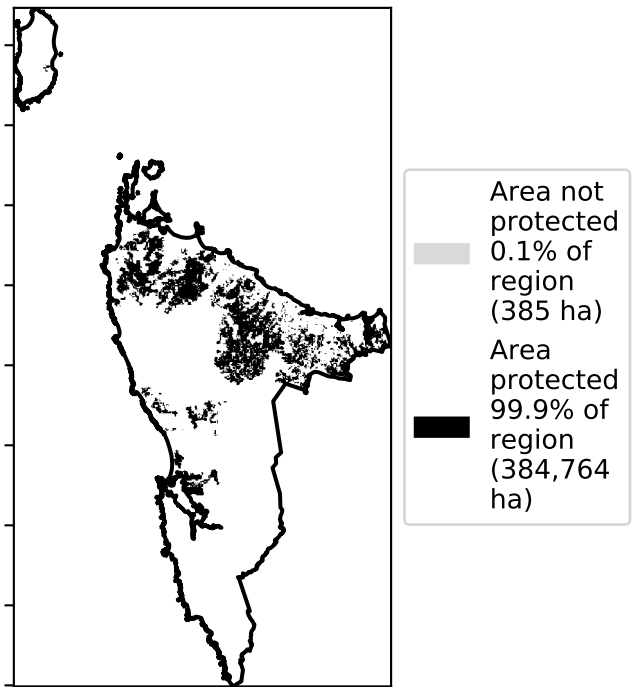 Area not
protected
0.1% of
region
(385 ha)
Area
protected
99.9% of
region
(384,764
ha)